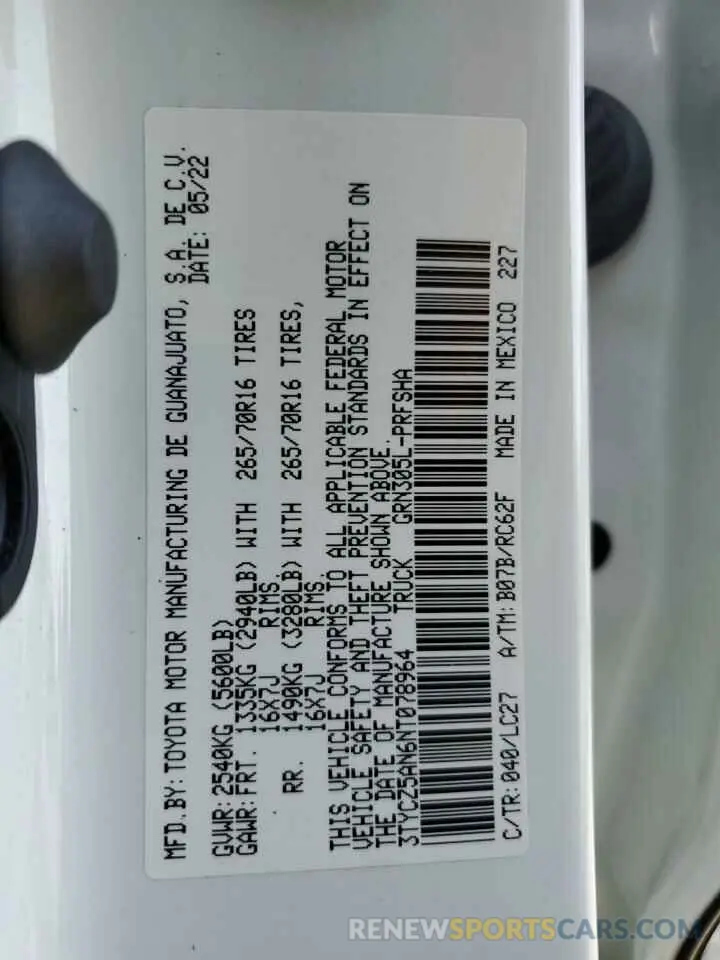 MFD.BY:TOYOTA MOTOR MANUFACTURING DE GUANAJUATO, S.A. DE C.V.
DATE: 05/22
GVWR:2540KG (5600LB)
GAWR:FRT. 1335KG (2940LB) WITH 265/70R16 TIRES
16X7J RIMS.
RR. 1490KG (3280LB) WITH 265/70R16 TIRES,
16X7J RIMS.
THIS VEHICLE CONFORMS TO ALL APPLICABLE FEDERAL MOTOR
VEHICLE SAFETY AND THEFT PREVENTION STANDARDS IN EFFECT ON
THE DATE OF MANUFACTURE SHOWN ABOVE.
3TYCZ5AN6NT078964 TRUCK GRN305L-PRFSHA
C/TR:040/LC27 A/TM:B07B/RC62F MADE IN MEXICO 227
RENEWSPORTSCARS.COM